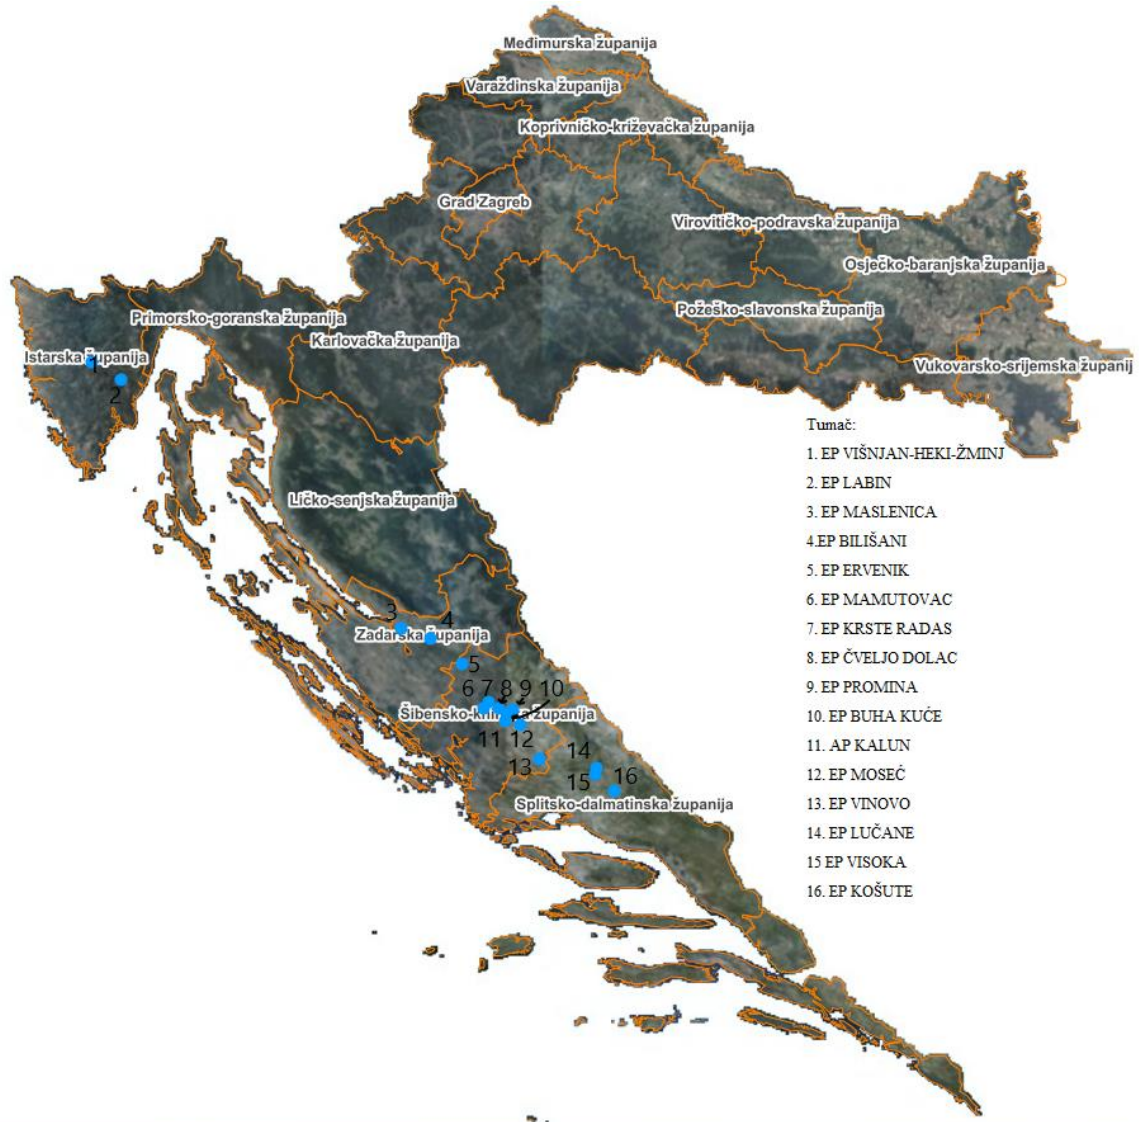 Međimurska županija
Varaždinska županija
Koprivničko-križevačka županija
Grad Zagreb
Virovitičko-podravska županija
Osječko-baranjska županija
Požeško-slavonska županija
Primorsko-goranska županija
Karlovačka županija
Istarska županija
Vukovarsko-srijemska županij
1
2
Tumač:
1. EP VIŠNJAN-HEKI-ŽMINJ
2. EP LABIN
3. EP MASLENICA
4.EP BILIŠANI
5. EP ERVENIK
6. EP MAMUTOVAC
7. EP KRSTE RADAS
8. EP ČVELJO DOLAC
9. EP PROMINA
10. EP BUHA KUĆE
11. AP KALUN
12. EP MOSEĆ
13. EP VINOVO
14. EP LUČANE
15 EP VISOKA
16. EP KOŠUTE
Ličko-senjska županija
3
4
Zadarska županija
5
6 7 8 9 10
Šibensko-kninska županija
11 12
13 14
15 16
Splitsko-dalmatinska županija